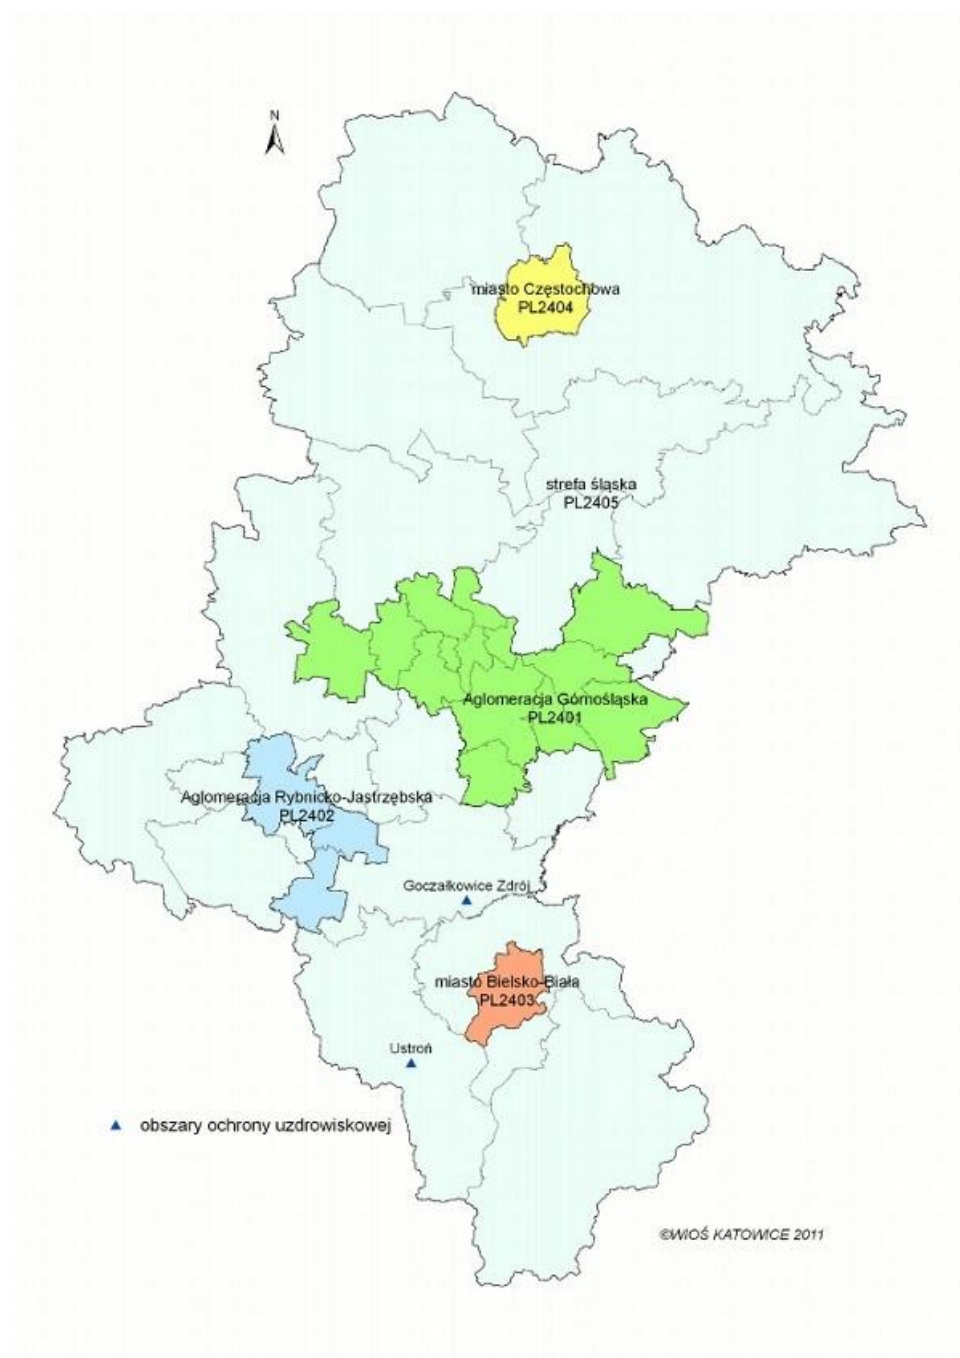 N
miasto Częstochowa
PL2404
strefa śląska
PL2405
Aglomeracja Górnośląska
PL2401
Aglomeracja Rybnicko-Jastrzębska
PL2402
Goczałkowice Zdrój
miasto Bielsko-Biała
PL2403
Ustroń
obszary ochrony uzdrowiskowej
©WIOŚ KATOWICE 2011